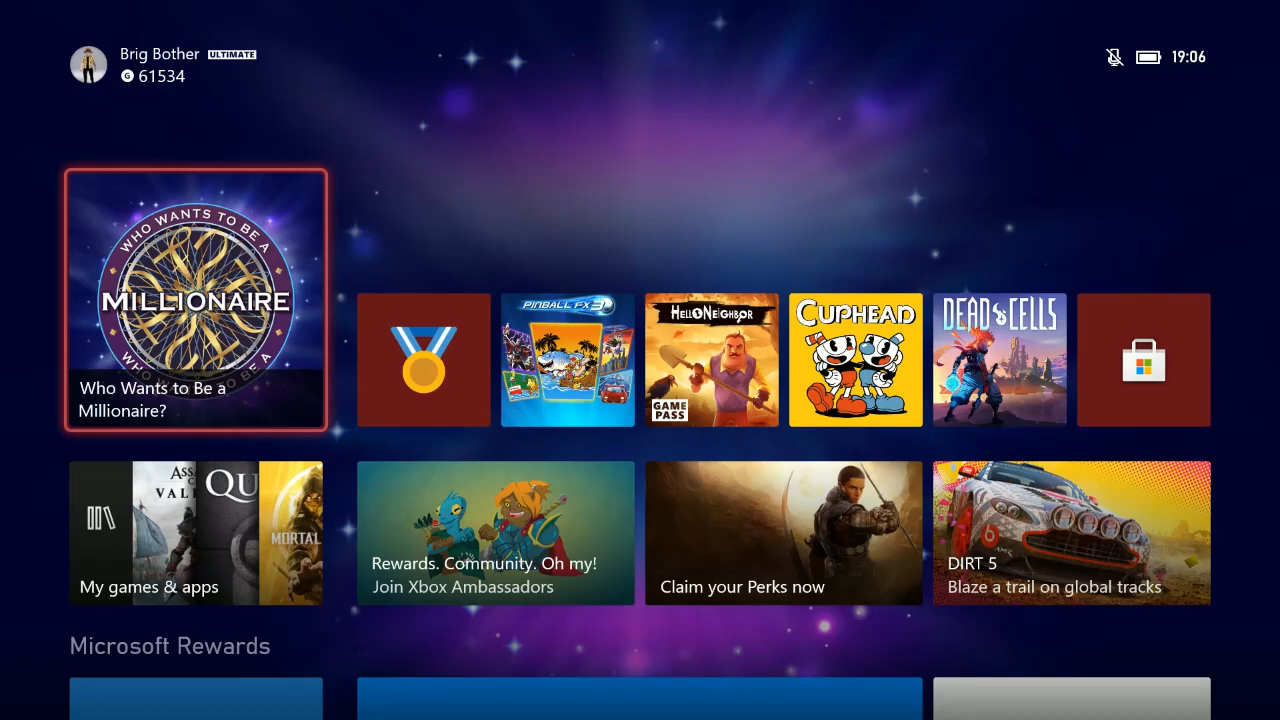 Brig Bother ULTIMATE
G 61534
19:06
WHO WANTS TO BE A
MILLIONAIRE
Who Wants to Be a
Millionaire?
PINBALL FX3
HELLO NEIGHBOR
GAME
PASS
CUPHEAD
DEAD CELLS
ASS
VAL
QU
MORTAL
My games & apps
Rewards. Community. Oh my!
Join Xbox Ambassadors
Claim your Perks now
DIRT 5
Blaze a trail on global tracks
Microsoft Rewards